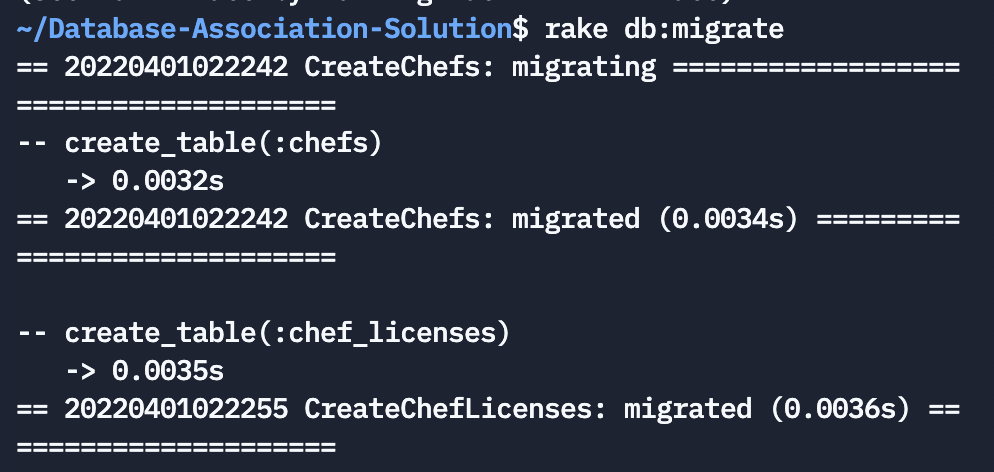 ~/Database-Association-Solution$ rake db:migrate
== 20220401022242 CreateChefs: migrating ==================
====================
-- create_table(:chefs)
   -> 0.0032s
== 20220401022242 CreateChefs: migrated (0.0034s) =========
====================
-- create_table(:chef_licenses)
   -> 0.0035s
== 20220401022255 CreateChefLicenses: migrated (0.0036s) ==
====================